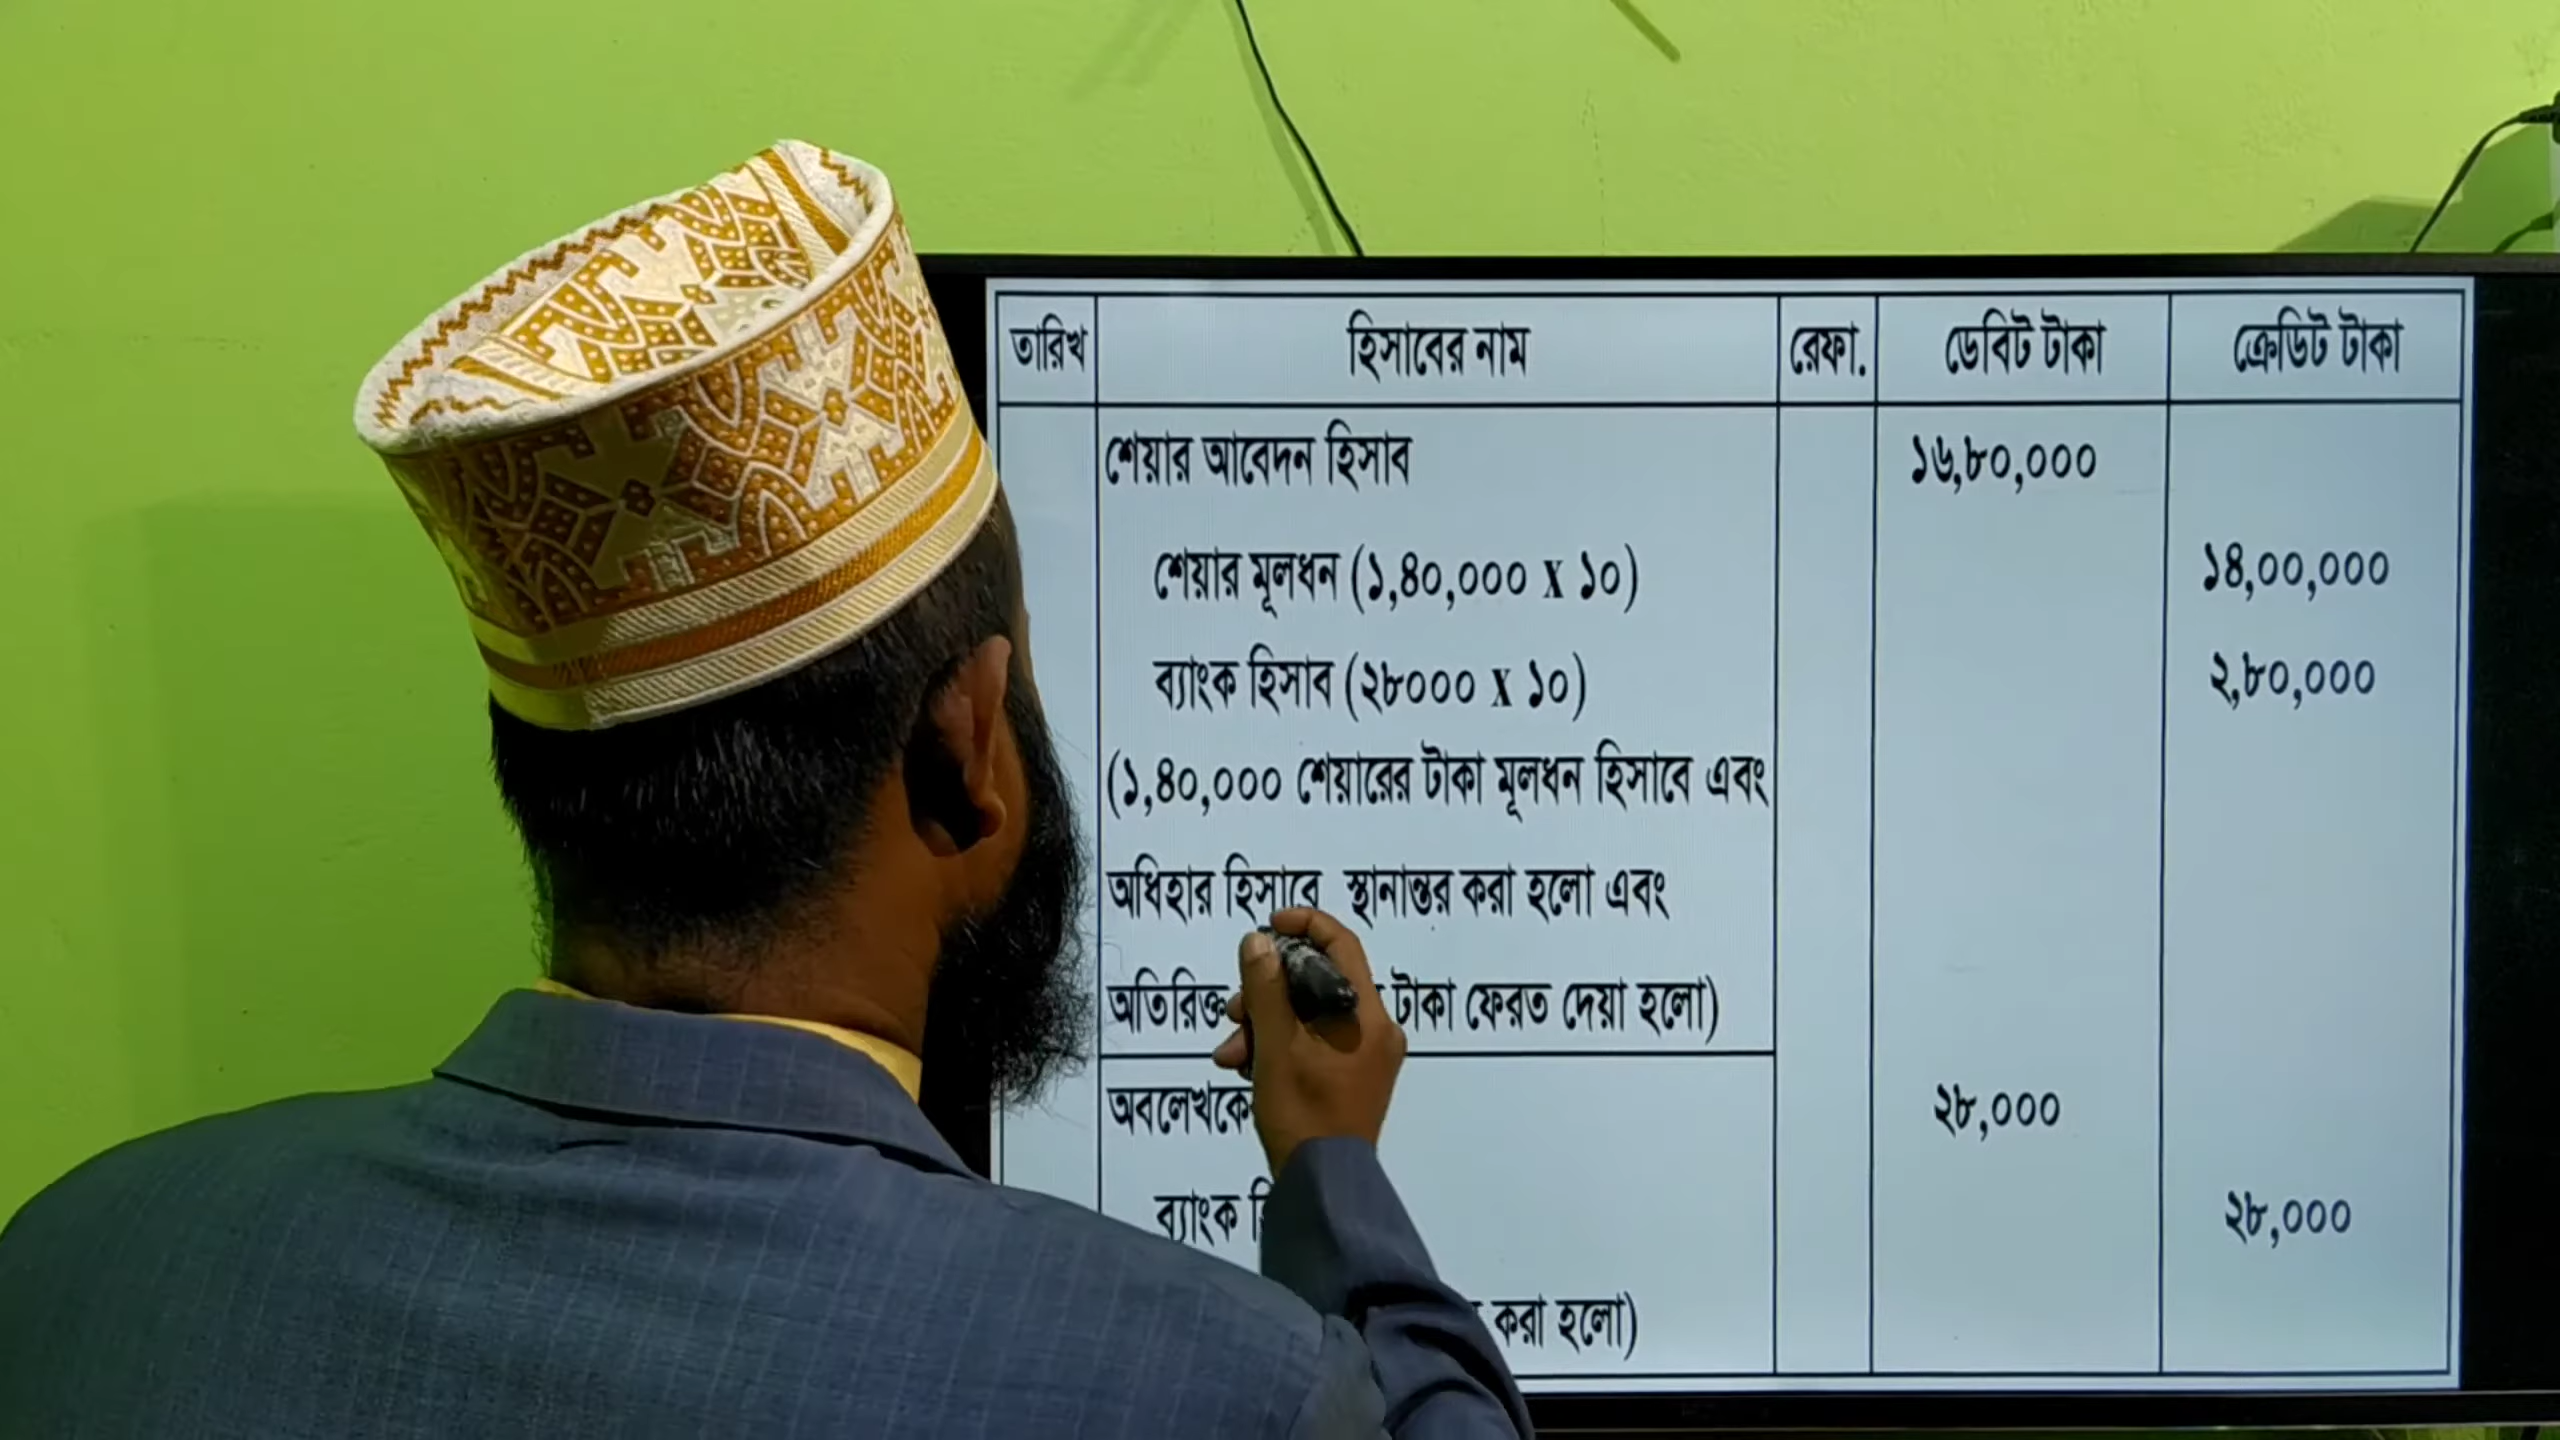 তারিখ হিসাবের নাম রেফা. ডেবিট টাকা ক্রেডিট টাকা
শেয়ার আবেদন হিসাব ১৬,৮০,০০০
শেয়ার মূলধন (১,৪০,০০০ x ১০) ১৪,০০,০০০
ব্যাংক হিসাব (২৮০০০ x ১০) ২,৮০,০০০
(১,৪০,০০০ শেয়ারের টাকা মূলধন হিসাবে এবং
অধিহার হিসাবে স্থানান্তর করা হলো এবং
অতিরিক্ত টাকা ফেরত দেয়া হলো)
২৮,০০০
ব্যাংক ২৮,০০০
করা হলো)